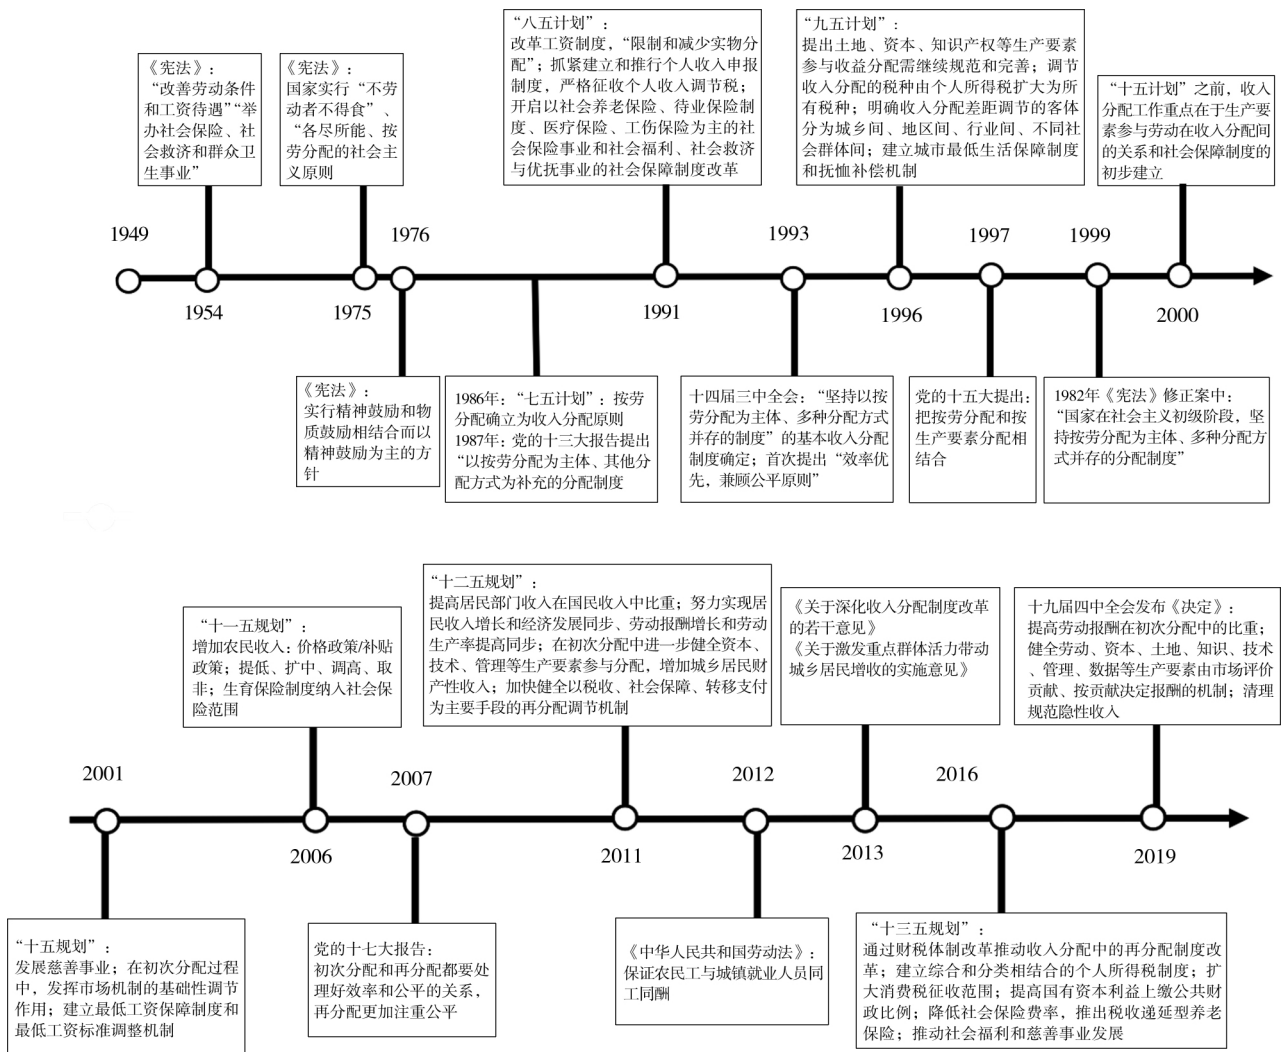 《宪法》：
“改善劳动条件
和工资待遇”“举
办社会保险、社
会救济和群众卫
生事业”
《宪法》：
国家实行“不劳
动者不得食”、
“各尽所能、按
劳分配的社会主
义原则
“八五计划”：
改革工资制度，“限制和减少实物分
配”；抓紧建立和推行个人收入申报
制度，严格征收个人收入调节税；
开启以社会养老保险、待业保险制
度、医疗保险、工伤保险为主的社
会保险事业和社会福利、社会救济
与优抚事业的社会保障制度改革
“九五计划”：
提出土地、资本、知识产权等生产要素
参与收益分配需继续规范和完善；调节
收入分配的税种由个人所得税扩大为所
有税种；明确收入分配差距调节的客体
分为城乡间、地区间、行业间、不同社
会群体间；建立城市最低生活保障制度
和抚恤补偿机制
“十五计划”之前，收入
分配工作重点在于生产要
素参与劳动在收入分配间
的关系和社会保障制度的
初步建立
1949
1976
1993
1997
1999
1954
1975
1991
1996
2000
《宪法》：
实行精神鼓励和物
质鼓励相结合而以
精神鼓励为主的方
针
1986年：“七五计划”：按劳
分配确立为收入分配原则
1987年：党的十三大报告提出
“以按劳分配为主体、其他分
配方式为补充的分配制度
十四届三中全会：“坚持以按
劳分配为主体、多种分配方式
并存的制度”的基本收入分配
制度确定；首次提出“效率优
先，兼顾公平原则”
党的十五大提出：
把按劳分配和按
生产要素分配相
结合
1982年《宪法》修正案中：
“国家在社会主义初级阶段，坚
持按劳分配为主体、多种分配方
式并存的分配制度”
“十一五规划”：
增加农民收入：价格政策/补贴
政策；提低、扩中、调高、取
非；生育保险制度纳入社会保
险范围
“十二五规划”：
提高居民部门收入在国民收入中比重；努力实现居
民收入增长和经济发展同步、劳动报酬增长和劳动
生产率提高同步；在初次分配中进一步健全资本、
技术、管理等生产要素参与分配，增加城乡居民财
产性收入；加快健全以税收、社会保障、转移支付
为主要手段的再分配调节机制
《关于深化收入分配制度改革
的若干意见》
《关于激发重点群体活力带动
城乡居民增收的实施意见》
十九届四中全会发布《决定》：
提高劳动报酬在初次分配中的比重；
健全劳动、资本、土地、知识、技术
、管理、数据等生产要素由市场评价
贡献、按贡献决定报酬的机制；清理
规范隐性收入
2001
2007
2012
2016
2006
2011
2013
2019
“十五规划”：
发展慈善事业；在初次分配过程
中，发挥市场机制的基础性调节
作用；建立最低工资保障制度和
最低工资标准调整机制
党的十七大报告：
初次分配和再分配都要处
理好效率和公平的关系，
再分配更加注重公平
《中华人民共和国劳动法》：
保证农民工与城镇就业人员同
工同酬
“十三五规划”：
通过财税体制改革推动收入分配中的再分配制度改
革；建立综合和分类相结合的个人所得税制度；扩
大消费税征收范围；提高国有资本利益上缴公共财
政比例；降低社会保险费率，推出税收递延型养老
保险；推动社会福利和慈善事业发展